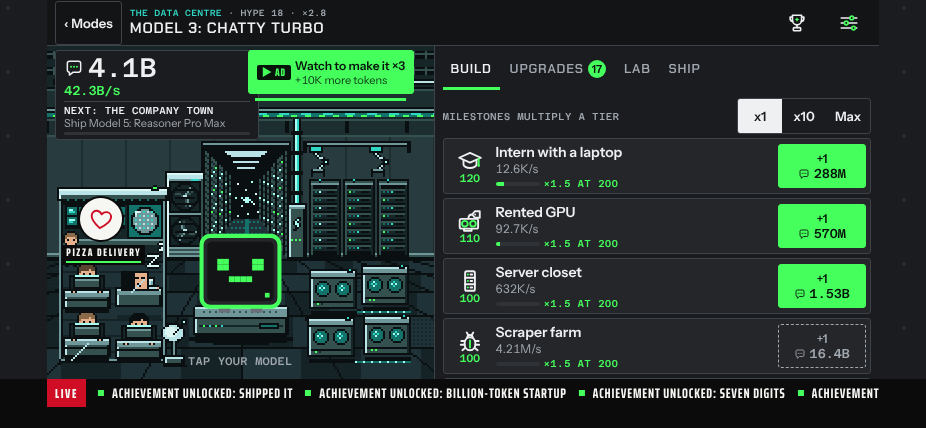 ‹ Modes
THE DATA CENTRE · HYPE 18 · ×2.8
MODEL 3: CHATTY TURBO
4.1B
42.3B/s
NEXT: THE COMPANY TOWN
Ship Model 5: Reasoner Pro Max
AD
Watch to make it ×3
+10K more tokens
PIZZA DELIVERY
Z
Z
TAP YOUR MODEL
BUILD
UPGRADES 17
LAB
SHIP
MILESTONES MULTIPLY A TIER
x1
x10
Max
Intern with a laptop
12.6K/s
120
×1.5 AT 200
+1
288M
Rented GPU
92.7K/s
110
×1.5 AT 200
+1
570M
Server closet
632K/s
100
×1.5 AT 200
+1
1.53B
Scraper farm
4.21M/s
100
×1.5 AT 200
+1
16.4B
LIVE
ACHIEVEMENT UNLOCKED: SHIPPED IT
ACHIEVEMENT UNLOCKED: BILLION-TOKEN STARTUP
ACHIEVEMENT UNLOCKED: SEVEN DIGITS
ACHIEVEMENT